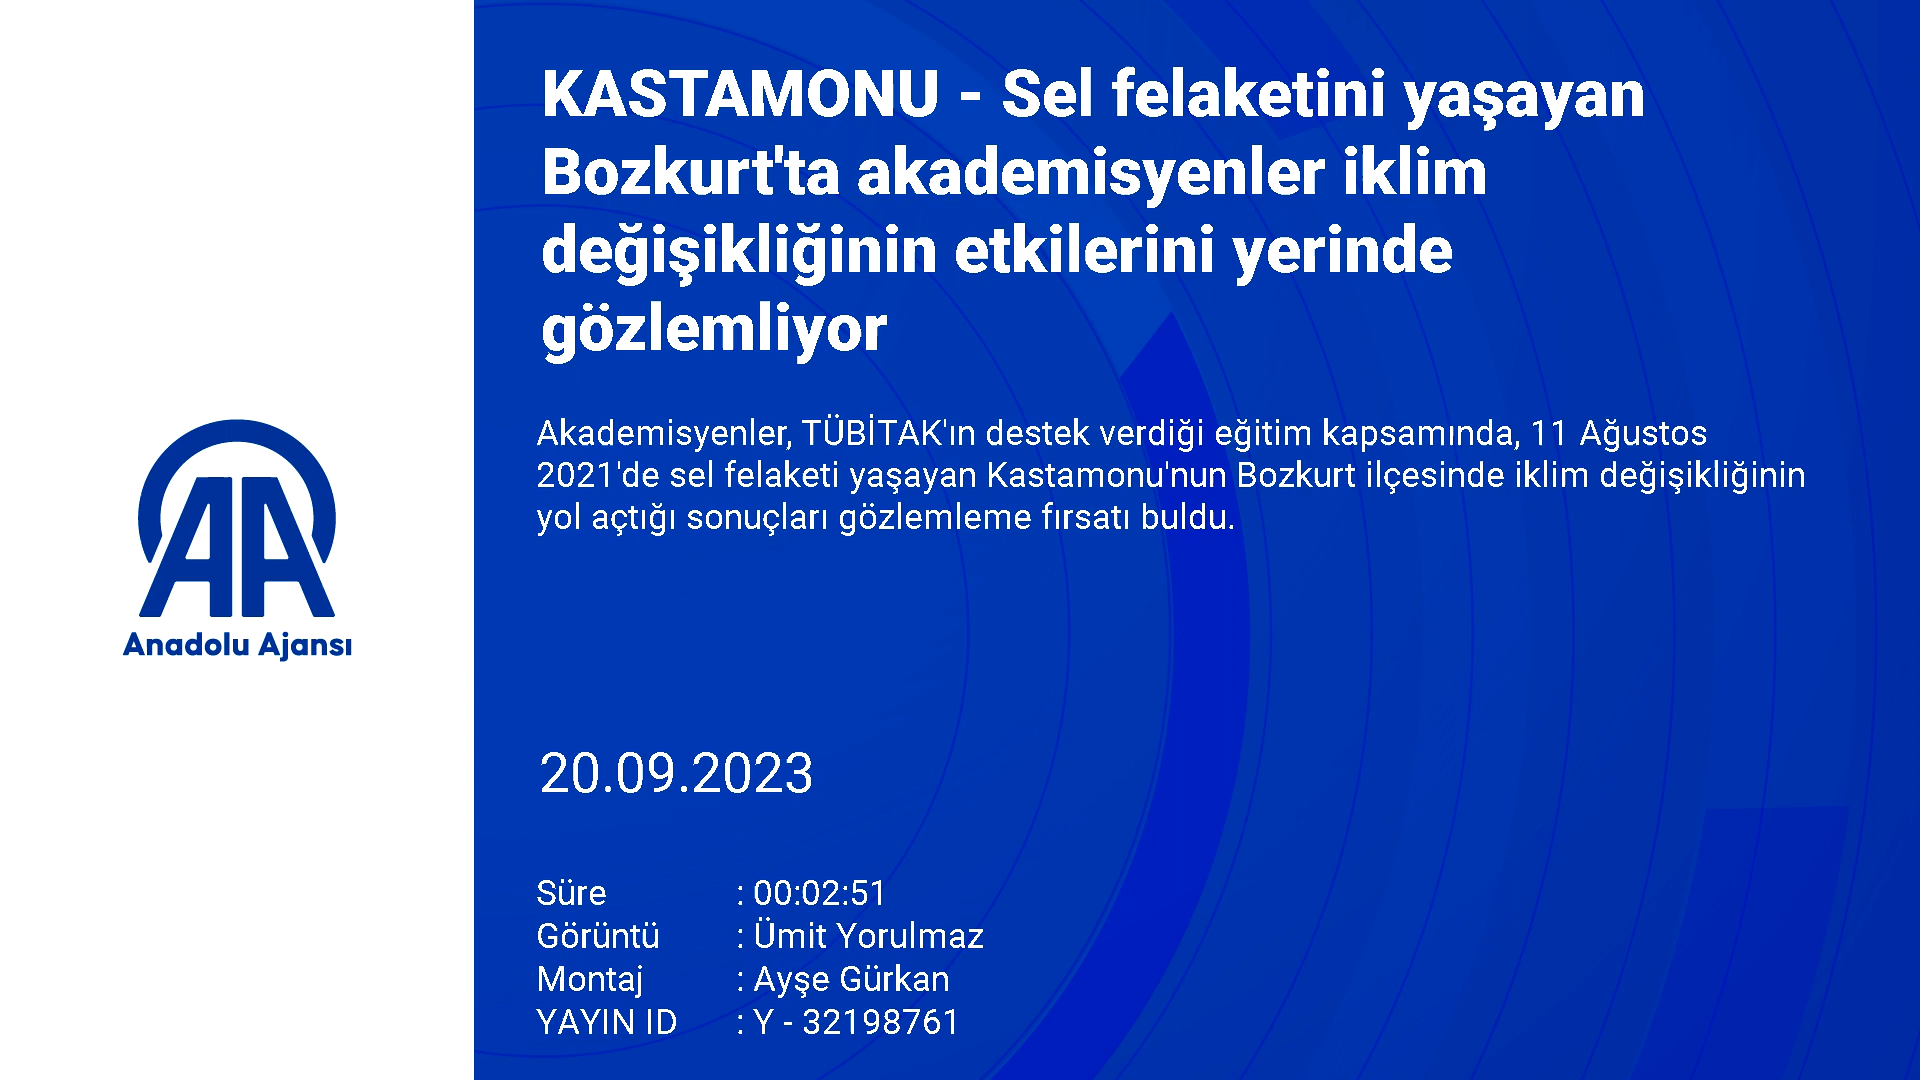 KASTAMONU - Sel felaketini yaşayan
Bozkurt'ta akademisyenler iklim
değişikliğinin etkilerini yerinde
gözlemliyor
Akademisyenler, TÜBİTAK'ın destek verdiği eğitim kapsamında, 11 Ağustos
2021'de sel felaketi yaşayan Kastamonu'nun Bozkurt ilçesinde iklim değişikliğinin
yol açtığı sonuçları gözlemleme fırsatı buldu.
AA
Anadolu Ajansı
20.09.2023
Süre : 00:02:51
Görüntü : Ümit Yorulmaz
Montaj : Ayşe Gürkan
YAYIN ID : Y - 32198761